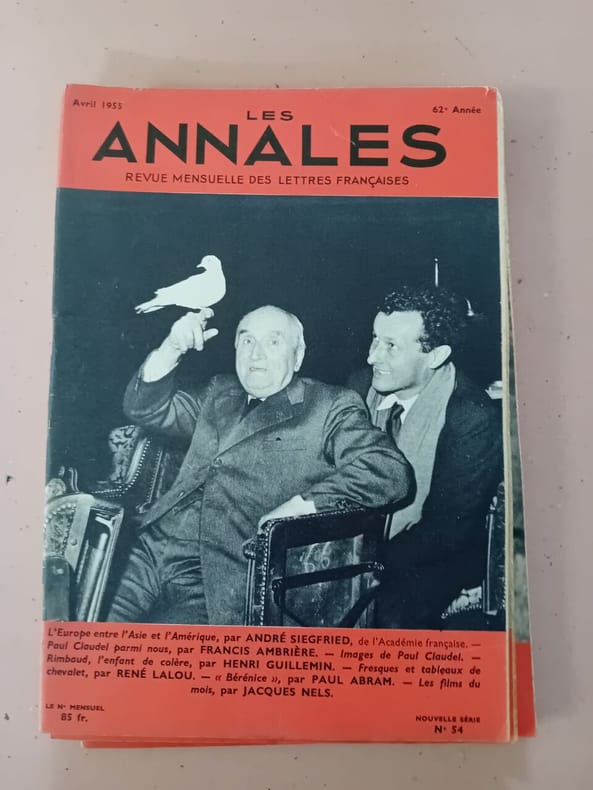 Avril 1955
62e Année
LES
ANNALES
REVUE MENSUELLE DES LETTRES FRANÇAISES
L'Europe entre l'Asie et l'Amérique, par ANDRÉ SIEGFRIED, de l'Académie française. —
Paul Claudel parmi nous, par FRANCIS AMBRIÈRE. — Images de Paul Claudel. —
Rimbaud, l'enfant de colère, par HENRI GUILLEMIN. — Fresques et tableaux de
chevalet, par RENÉ LALOU. — « Bérénice », par PAUL ABRAM. — Les films du
mois, par JACQUES NELS.
LE No MENSUEL
85 fr.
NOUVELLE SÉRIE
No 54